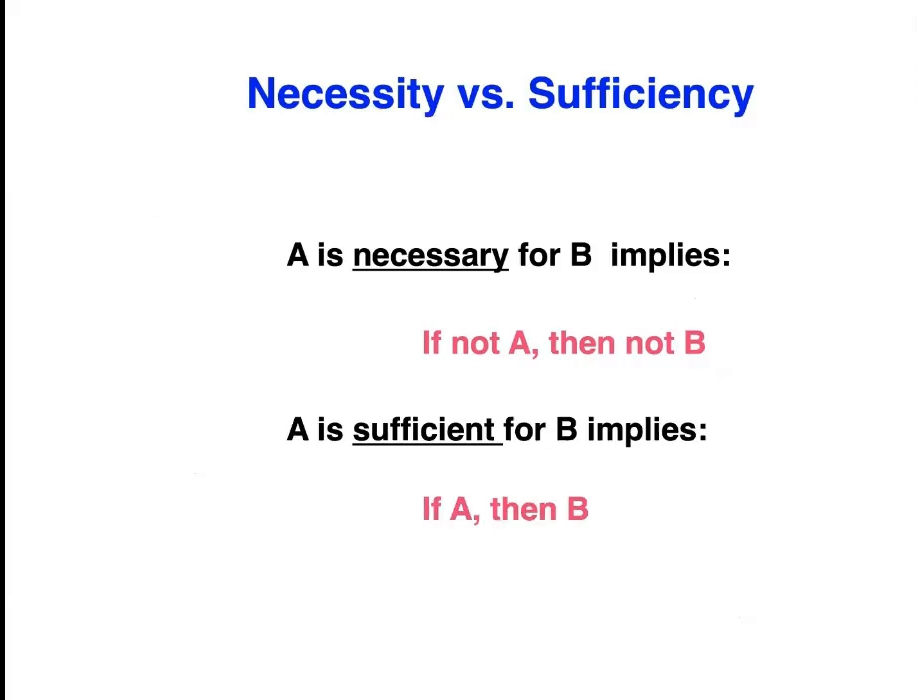 Necessity vs. Sufficiency
A is necessary for B implies:
If not A, then not B
A is sufficient for B implies:
If A, then B